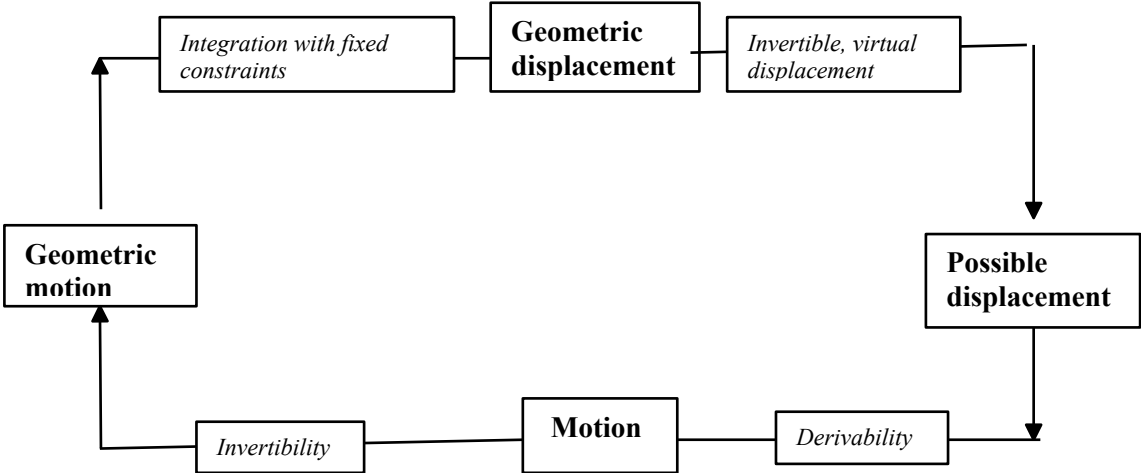 Integration with fixed
constraints
Geometric
displacement
Invertible, virtual
displacement
Geometric
motion
Possible
displacement
Invertibility
Motion
Derivability